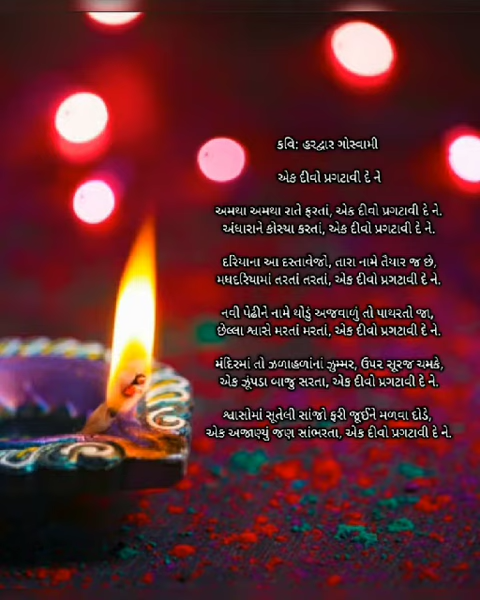 કવિ: હરદ્વાર ગોસ્વામી
એક દીવો પ્રગટાવી દે ને
અમથા અમથા રાતે ફરતાં, એક દીવો પ્રગટાવી દે ને.
અંધારાને કોસ્યા કરતાં, એક દીવો પ્રગટાવી દે ને.
દરિયાના આ દસ્તાવેજો, તારા નામે તૈયાર જ છે,
મધદરિયામાં તરતાં તરતાં, એક દીવો પ્રગટાવી દે ને.
નવી પેઢીને નામે થોડું અજવાળું તો પાથરતો જા,
છેલ્લા શ્વાસે મરતાં મરતાં, એક દીવો પ્રગટાવી દે ને.
મંદિરમાં તો ઝળાહળાંનાં ઝુમ્મર, ઉપર સૂરજ ચમકે,
એક ઝૂંપડા બાજુ સરતા, એક દીવો પ્રગટાવી દે ને.
શ્વાસોમાં સૂતેલી સાંજો ફરી જૂઈને મળવા દોડે,
એક અજાણ્યું જણ સાંભરતા, એક દીવો પ્રગટાવી દે ને.